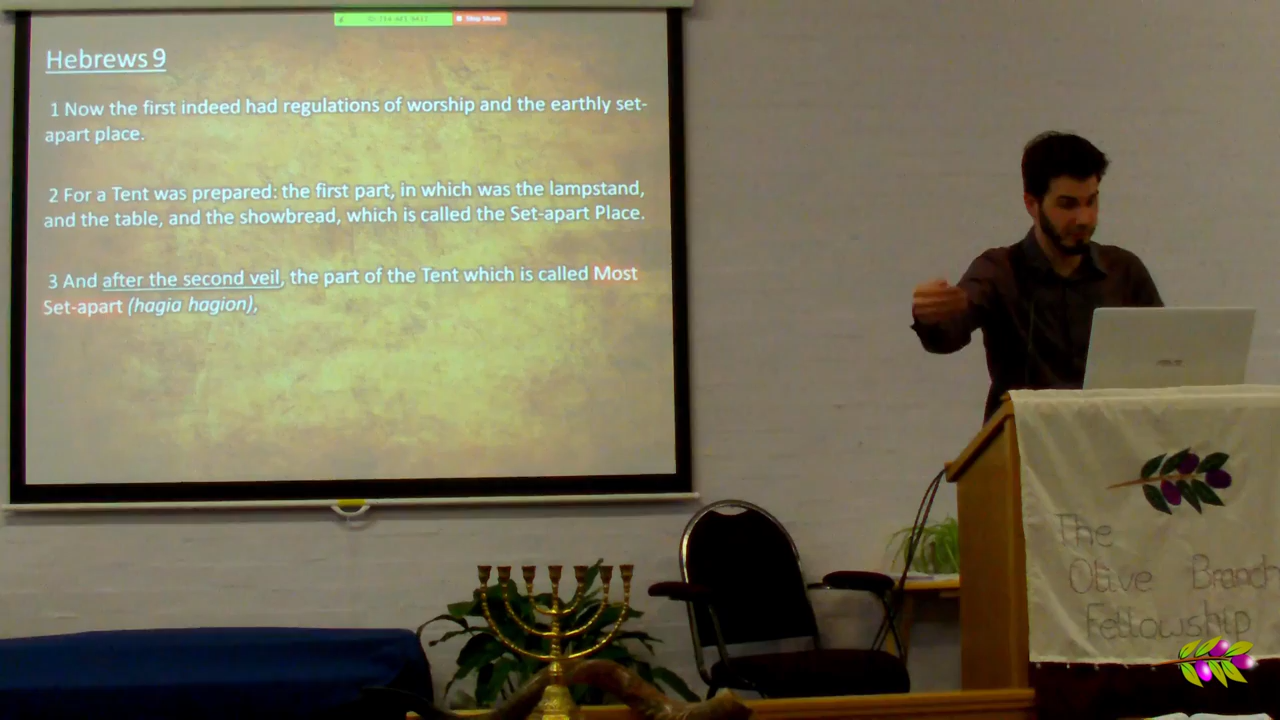 Stop Share
Hebrews 9
1 Now the first indeed had regulations of worship and the earthly set-
apart place.
2 For a Tent was prepared: the first part, in which was the lampstand,
and the table, and the showbread, which is called the Set-apart Place.
3 And after the second veil, the part of the Tent which is called Most
Set-apart (hagia hagion),
ASUS
The
Olive Branch
Fellowship